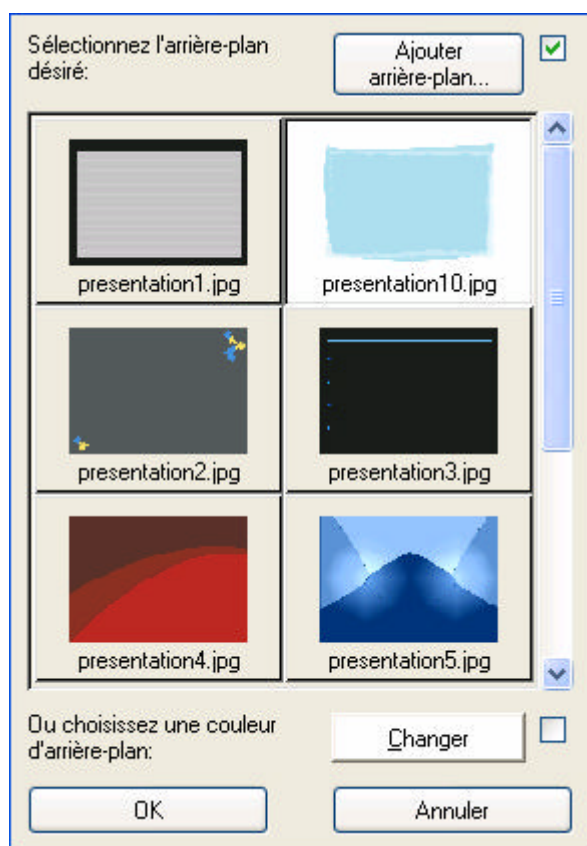 Sélectionnez l'arrière-plan
désiré:
Ajouter
arrière-plan...
presentation1.jpg
presentation10.jpg
presentation2.jpg
presentation3.jpg
presentation4.jpg
presentation5.jpg
Ou choisissez une couleur
d'arrière-plan:
Changer
OK
Annuler